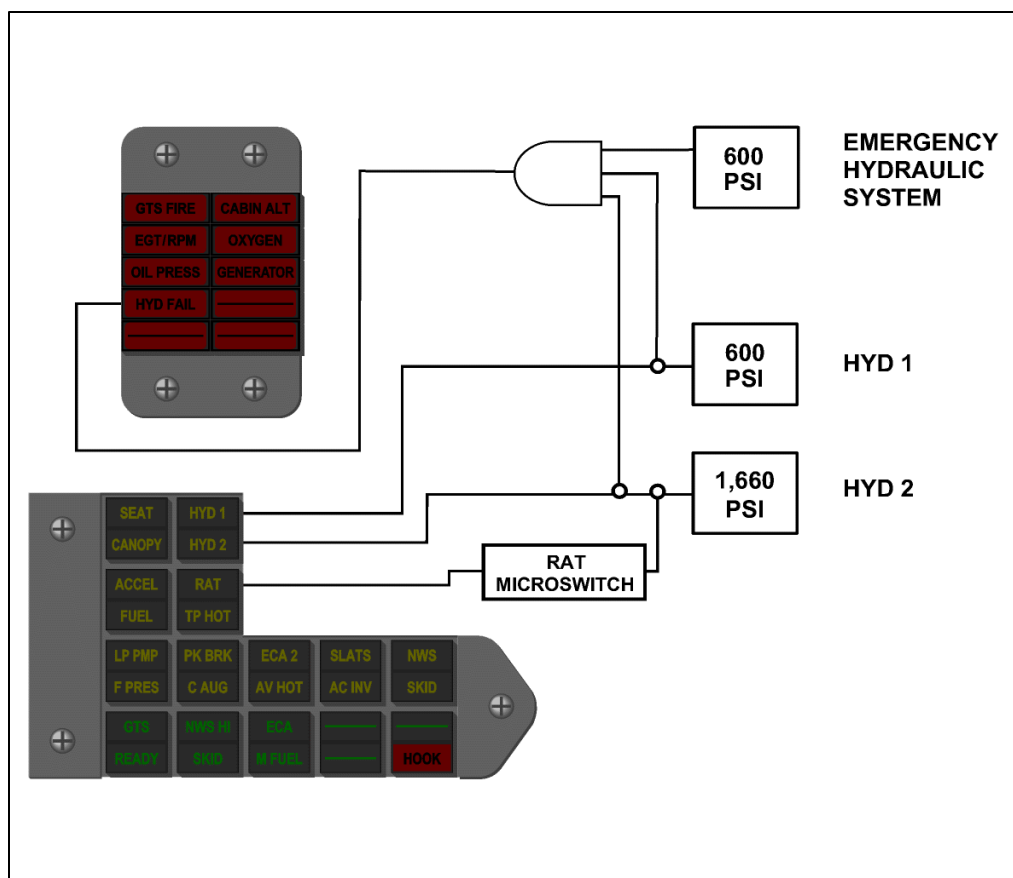 600
PSI
EMERGENCY
HYDRAULIC
SYSTEM
GTS FIRE CABIN ALT
EGT/RPM OXYGEN
OIL PRESS GENERATOR
HYD FAIL
600
PSI
HYD 1
1,660
PSI
HYD 2
RAT
MICROSWITCH
SEAT HYD 1
CANOPY HYD 2
ACCEL RAT
FUEL TP HOT
LP PMP PK BRK ECA 2 SLATS NWS
F PRES C AUG AV HOT AC INV SKID
GTS NWS HI ECA
READY SKID M FUEL HOOK